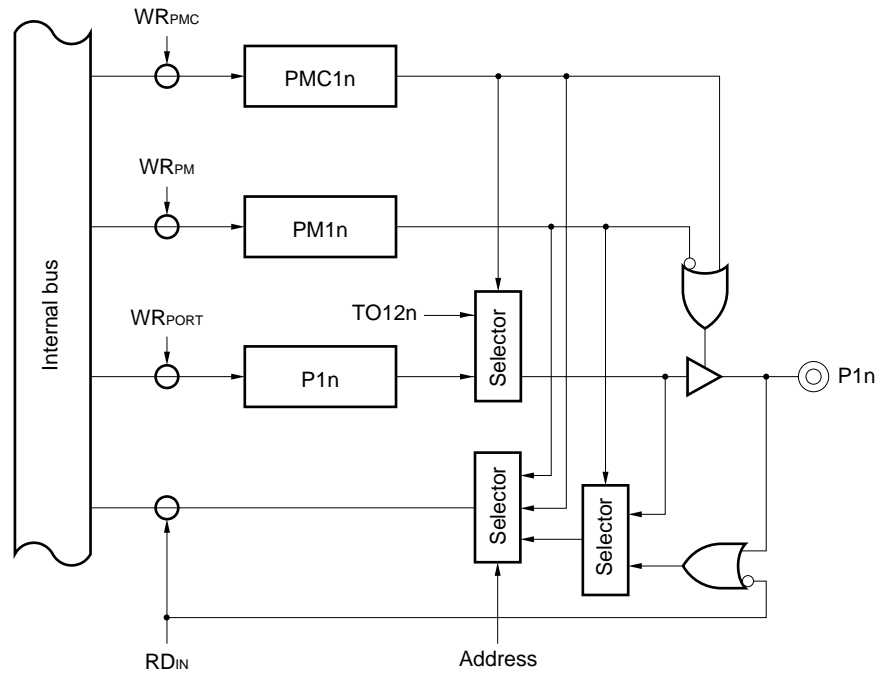 WRPMC
PMC1n
WRPM
PM1n
Internal bus
TO12n
WRPORT
Selector
P1n
P1n
Selector
Selector
RDIN
Address